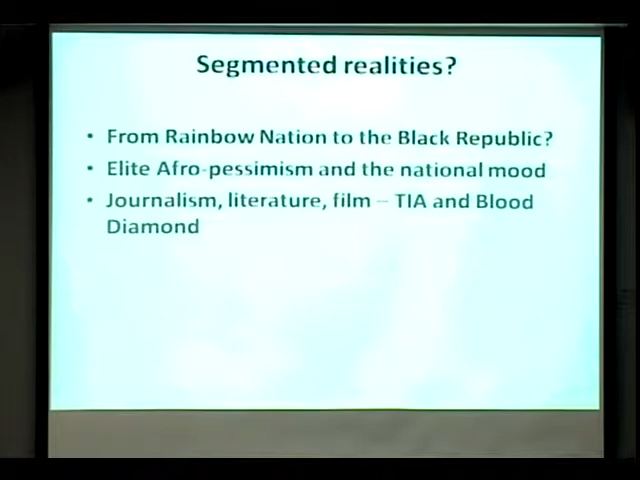 Segmented realities?
• From Rainbow Nation to the Black Republic?
• Elite Afro-pessimism and the national mood
• Journalism, literature, film – TIA and Blood
Diamond